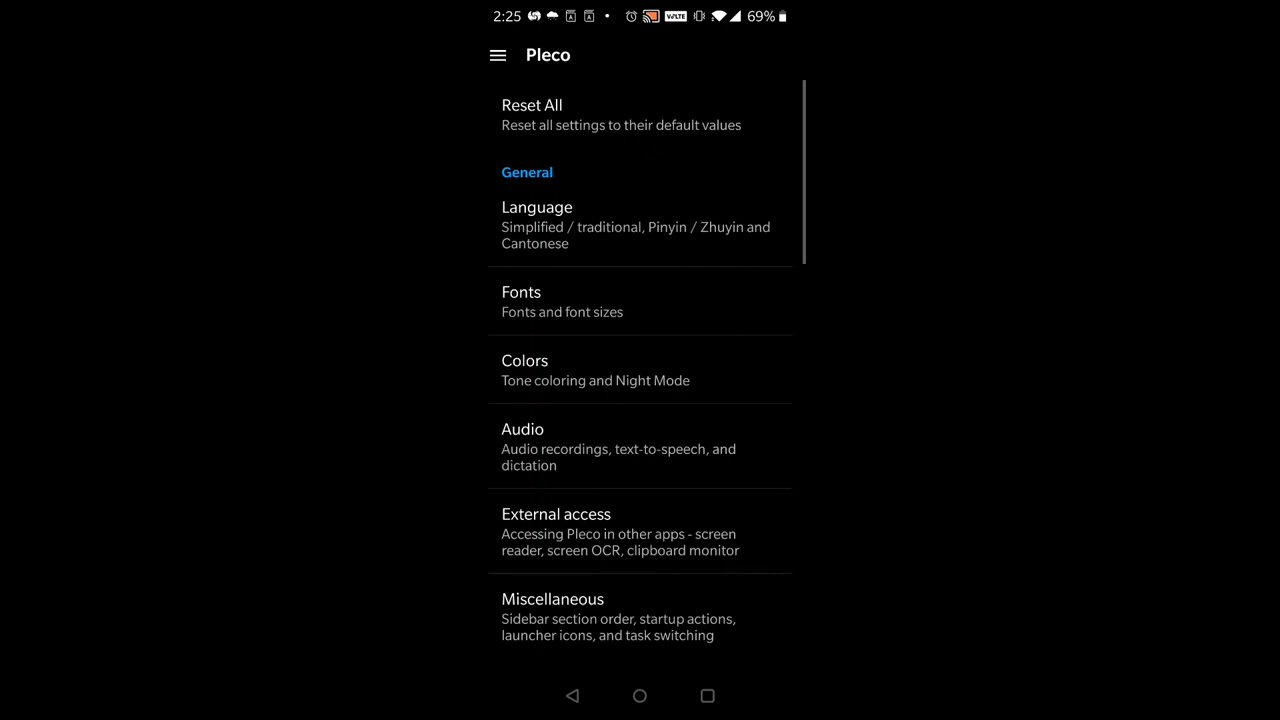 2:25 A A VoLTE 69%
Pleco
Reset All
Reset all settings to their default values
General
Language
Simplified / traditional, Pinyin / Zhuyin and
Cantonese
Fonts
Fonts and font sizes
Colors
Tone coloring and Night Mode
Audio
Audio recordings, text-to-speech, and
dictation
External access
Accessing Pleco in other apps - screen
reader, screen OCR, clipboard monitor
Miscellaneous
Sidebar section order, startup actions,
launcher icons, and task switching